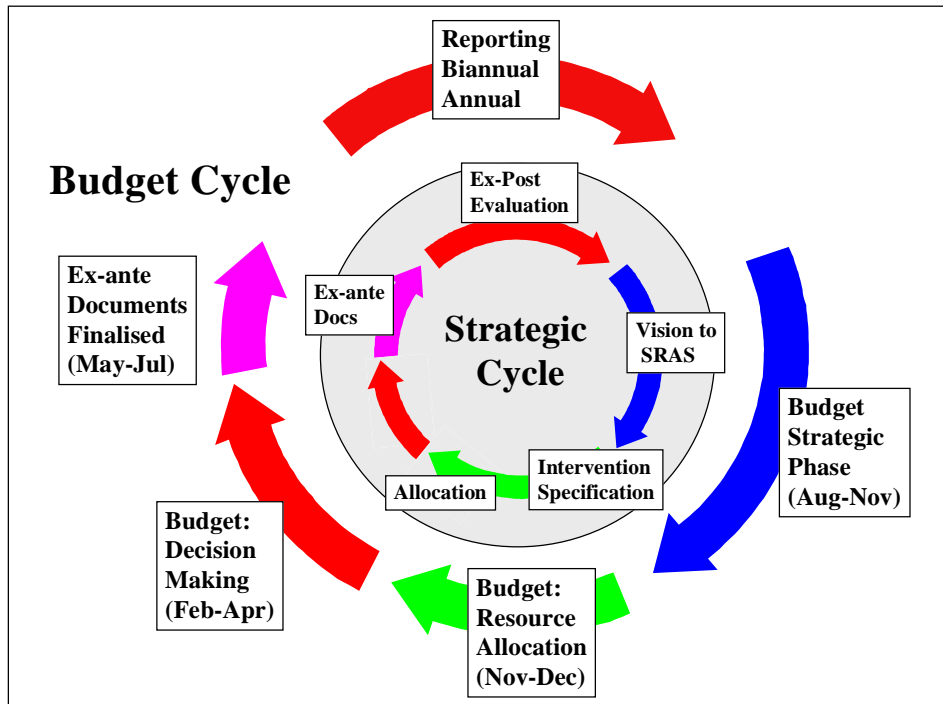 Reporting
Biannual
Annual
Budget Cycle
Ex-Post
Evaluation
Ex-ante
Documents
Finalised
(May-Jul)
Ex-ante
Docs
Strategic
Cycle
Vision to
SRAS
Budget
Strategic
Phase
(Aug-Nov)
Intervention
Specification
Allocation
Budget:
Decision
Making
(Feb-Apr)
Budget:
Resource
Allocation
(Nov-Dec)